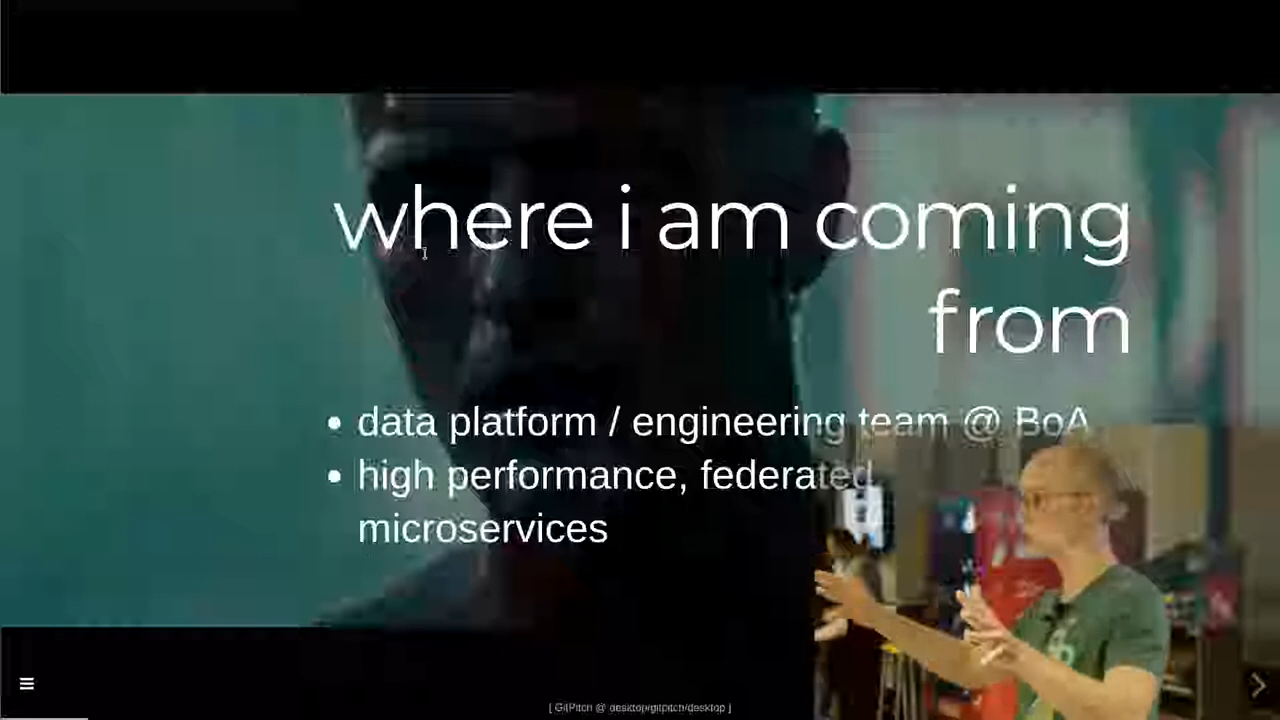 where i am coming
from
• data platform / engineering team @ BoA
• high performance, federated
microservices
[ GitPitch @ desktop/gitpitch/desktop ]